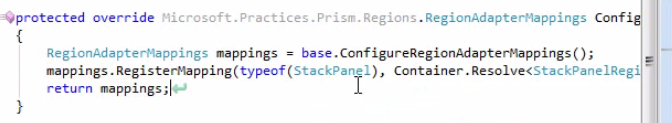 protected override Microsoft.Practices.Prism.Regions.RegionAdapterMappings Config
{
RegionAdapterMappings mappings = base.ConfigureRegionAdapterMappings();
mappings.RegisterMapping(typeof(StackPanel), Container.Resolve<StackPanelRegi
return mappings;
}